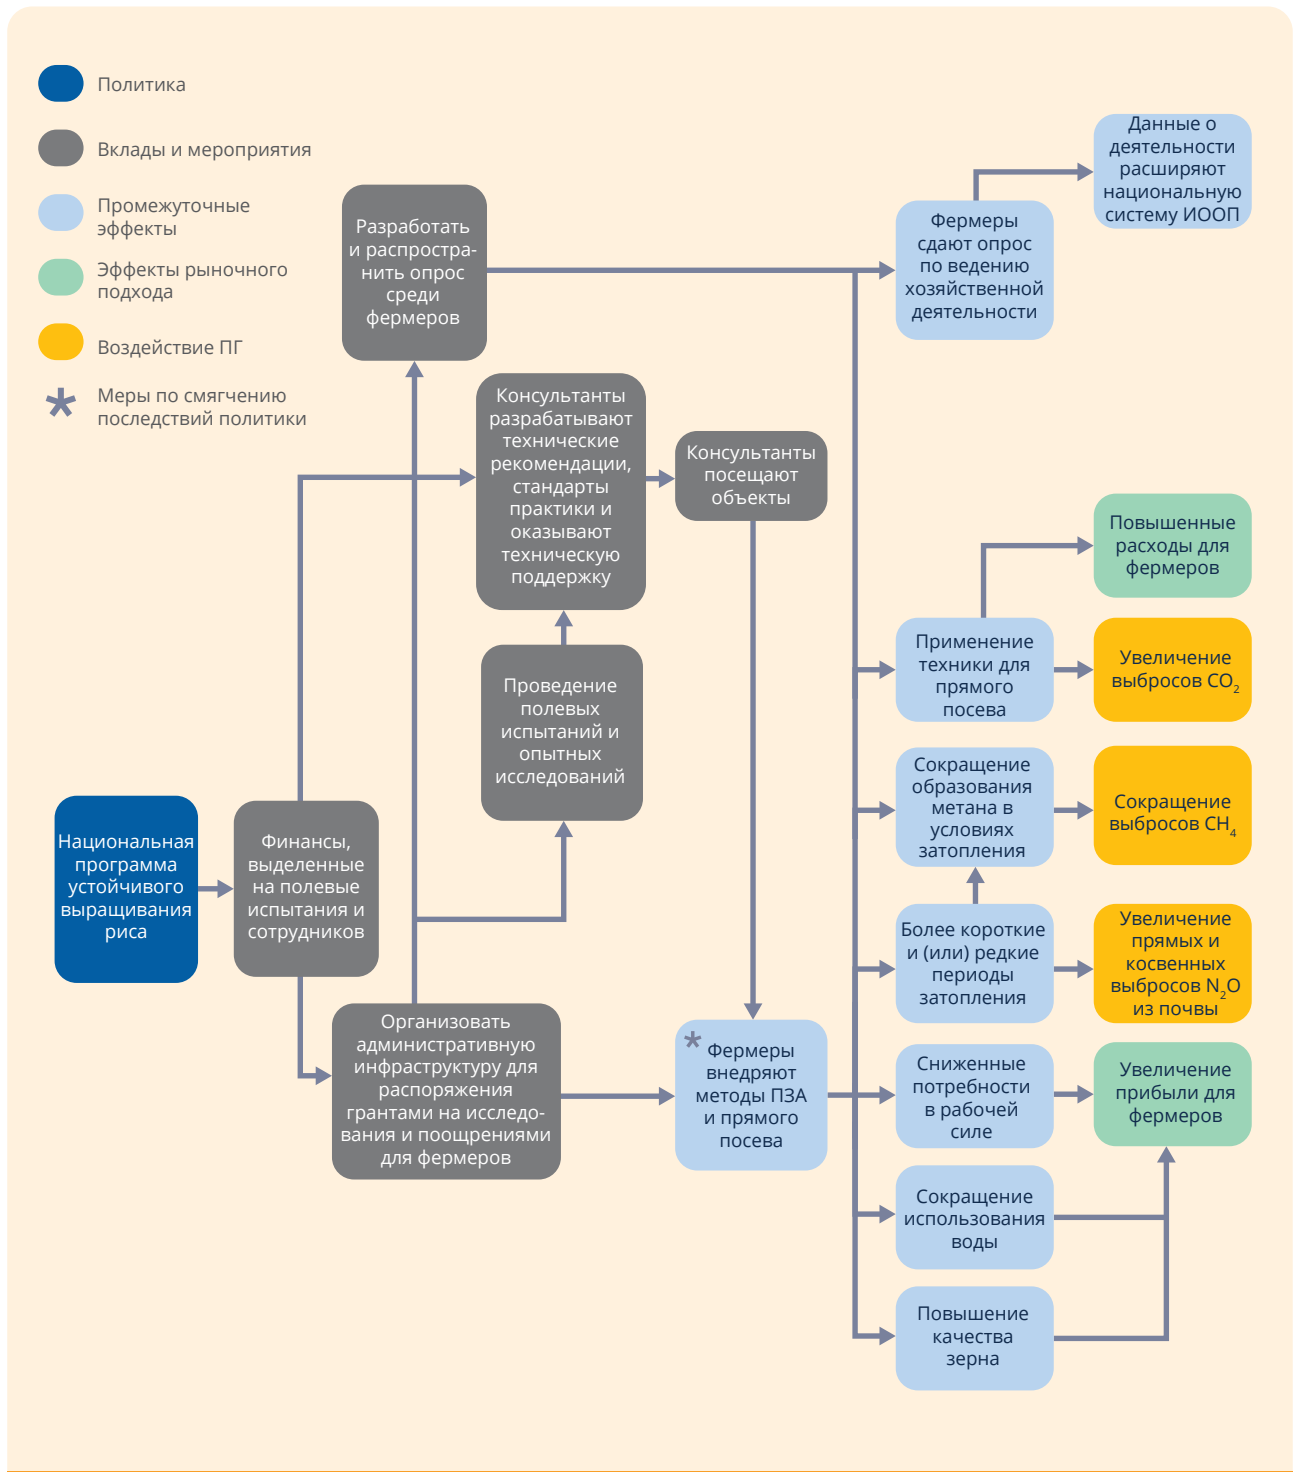 Политика
Вклады и мероприятия
Промежуточные
эффекты
Эффекты рыночного
подхода
Воздействие ПГ
* Меры по смягчению
последствий политики
Национальная
программа
устойчивого
выращивания
риса
Финансы,
выделенные
на полевые
испытания и
сотрудников
Разработать
и распростра-
нить опрос
среди
фермеров
Консультанты
разрабатывают
технические
рекомендации,
стандарты
практики и
оказывают
техническую
поддержку
Консультанты
посещают
объекты
Проведение
полевых
испытаний и
опытных
исследований
Организовать
административную
инфраструктуру для
распоряжения
грантами на исследо-
вания и поощрениями
для фермеров
* Фермеры
внедряют
методы ПЗА
и прямого
посева
Фермеры
сдают опрос
по ведению
хозяйственной
деятельности
Данные о
деятельности
расширяют
национальную
систему ИООП
Применение
техники для
прямого
посева
Повышенные
расходы для
фермеров
Увеличение
выбросов CO₂
Сокращение
образования
метана в
условиях
затопления
Сокращение
выбросов CH₄
Более короткие
и (или) редкие
периоды
затопления
Увеличение
прямых и
косвенных
выбросов N₂O
из почвы
Сниженные
потребности
в рабочей
силе
Увеличение
прибыли для
фермеров
Сокращение
использования
воды
Повышение
качества
зерна